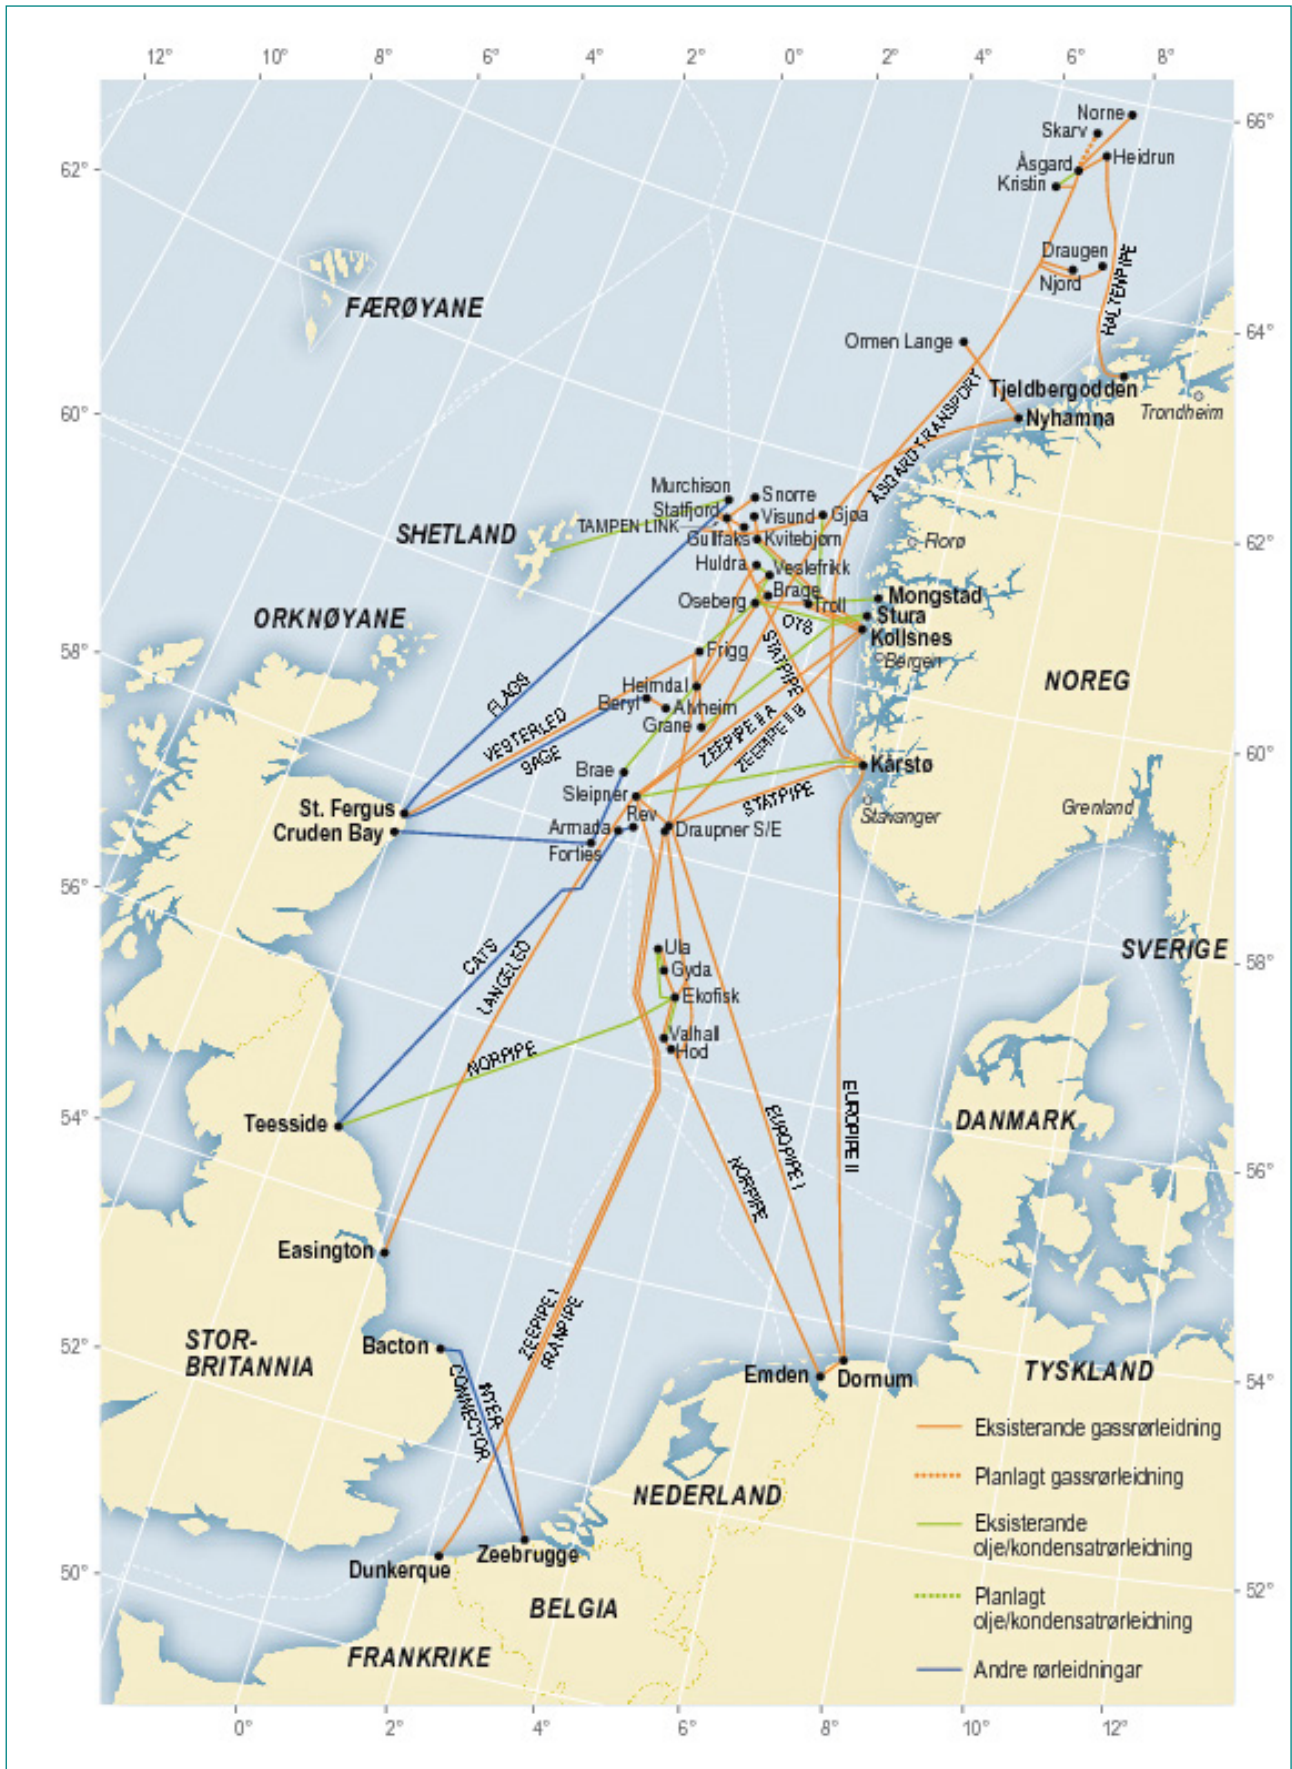 12° 10° 8° 6° 4° 2° 0° 2° 4° 6° 8°
66°
Norne
Skarv
Heidrun
Åsgard
Kristin
62°
Draugen
Njord
HALTENPIPE
FÆRØYANE
64°
Ormen Lange
Tjeldbergodden
Trondheim
Nyhamna
60°
ÅSGARD TRANSPORT
Murchison
Snorre
Statfjord
Visund
Gjøa
TAMPEN LINK
Gullfaks
Kvitebjørn
SHETLAND
Florø
62°
Huldra
Veslefrikk
Brage
Oseberg
Troll
Mongstad
Stura
Kollsnes
OTS
Bergen
ORKNØYANE
58°
Frigg
STATPIPE
NOREG
FLAGS
Heimdal
Beryl
Alvheim
Grane
VESTERLED
SAGE
ZEEPIPE II A
ZEEPIPE II B
60°
Brae
Kårstø
Sleipner
STATPIPE
St. Fergus
Cruden Bay
Rev
Armada
Draupner S/E
Forties
Stavanger
Grenland
56°
CATS
LANGELED
Ula
Gyda
Ekofisk
SVERIGE
58°
Valhall
Hod
NORPIPE
54°
Teesside
EUROPIPE I
EUROPIPE II
DANMARK
NORPIPE
56°
Easington
ZEEPIPE I
FRANPIPE
52°
STOR-
BRITANNIA
Bacton
INTER
CONNECTOR
Emden
Dornum
TYSKLAND
54°
Eksisterande gassrørleidning
Planlagt gassrørleidning
NEDERLAND
Eksisterande
olje/kondensatrørleidning
Zeebrugge
Dunkerque
50°
BELGIA
52°
Planlagt
olje/kondensatrørleidning
FRANKRIKE
Andre rørleidningar
0° 2° 4° 6° 8° 10° 12°